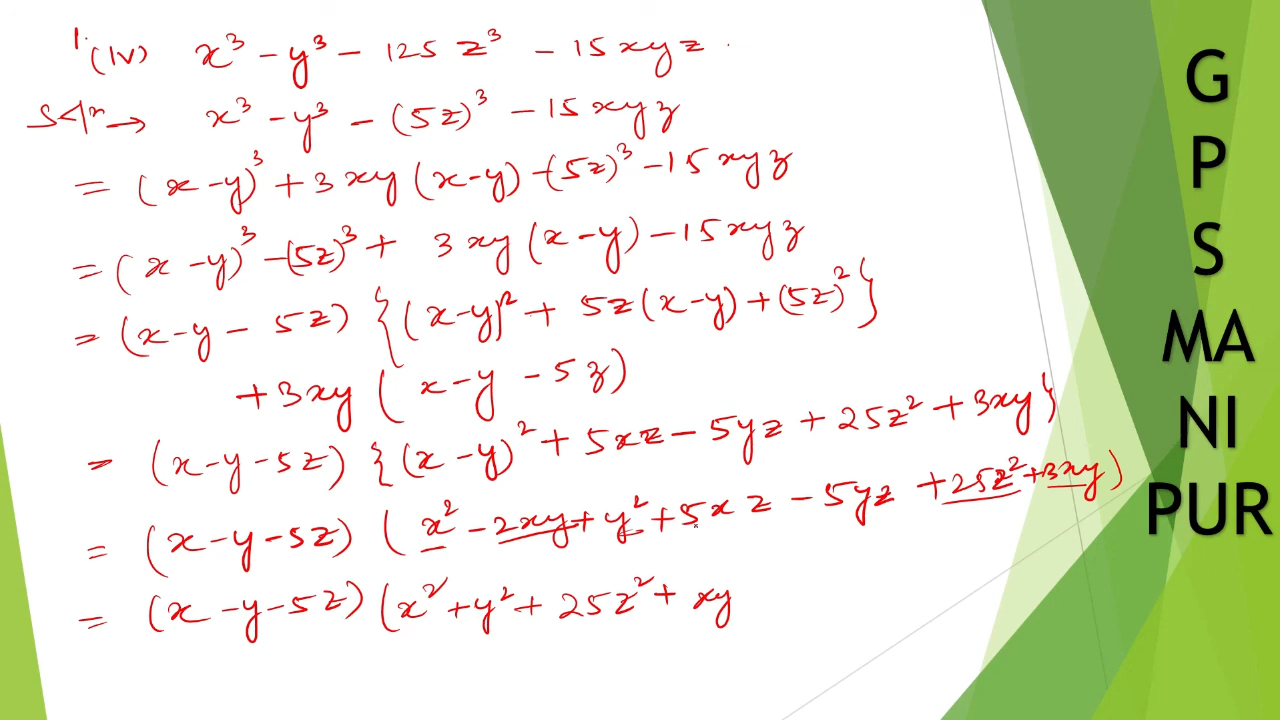 1. (iv) x³ - y³ - 125 z³ - 15 xyz
Solⁿ → x³ - y³ - (5z)³ - 15 xyz
= (x-y)³ + 3xy (x-y) - (5z)³ - 15 xyz
= (x-y)³ - (5z)³ + 3xy (x-y) - 15 xyz
= (x-y - 5z) {(x-y)² + 5z(x-y) + (5z)²}
+ 3xy (x-y - 5z)
= (x-y-5z) {(x-y)² + 5xz - 5yz + 25z² + 3xy}
= (x-y-5z) (x² - 2xy + y² + 5xz - 5yz + 25z² + 3xy)
= (x-y-5z) (x² + y² + 25z² + xy
G
P
S
MA
NI
PUR